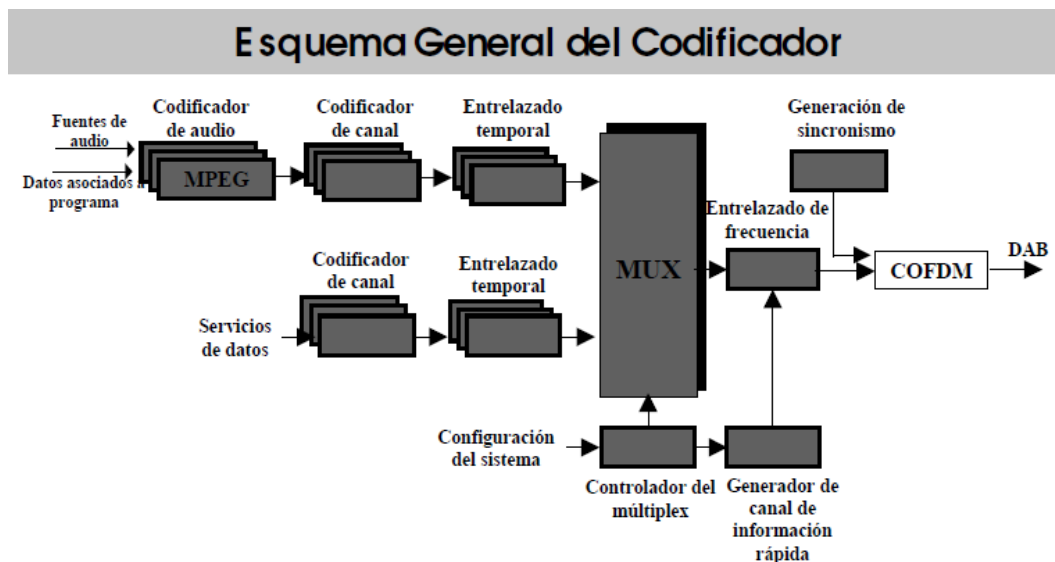 Esquema General del Codificador
Codificador
de audio
Codificador
de canal
Entrelazado
temporal
Generación de
sincronismo
Fuentes de
audio
Datos asociados a
programa
MPEG
MUX
Entrelazado de
frecuencia
COFDM
DAB
Codificador
de canal
Entrelazado
temporal
Servicios
de datos
Configuración
del sistema
Controlador del
múltiplex
Generador de
canal de
información
rápida